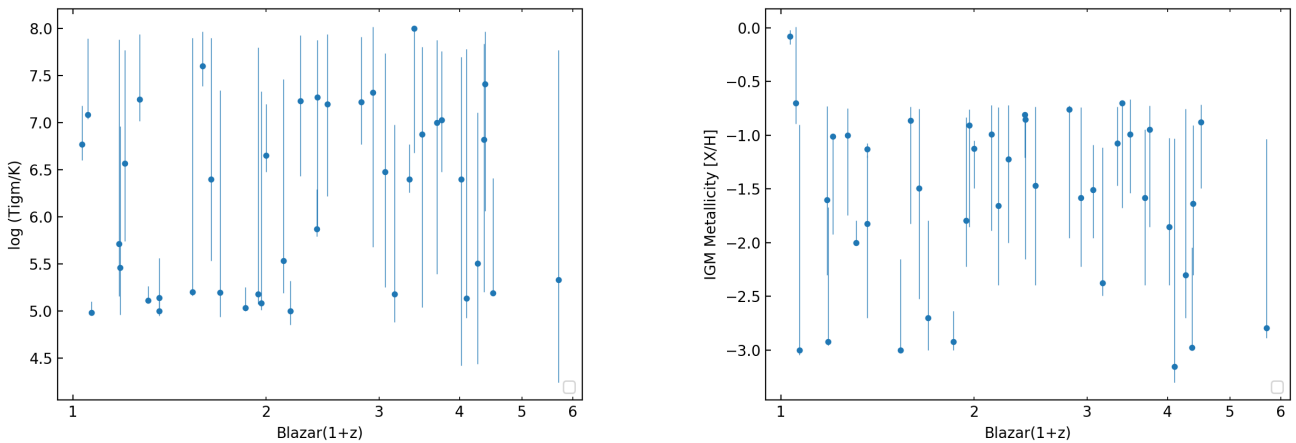 8.0
7.5
7.0
6.5
6.0
5.5
5.0
4.5
log (Tigm/K)
1 2 3 4 5 6
Blazar(1+z)
0.0
−0.5
−1.0
−1.5
−2.0
−2.5
−3.0
IGM Metallicity [X/H]
1 2 3 4 5 6
Blazar(1+z)